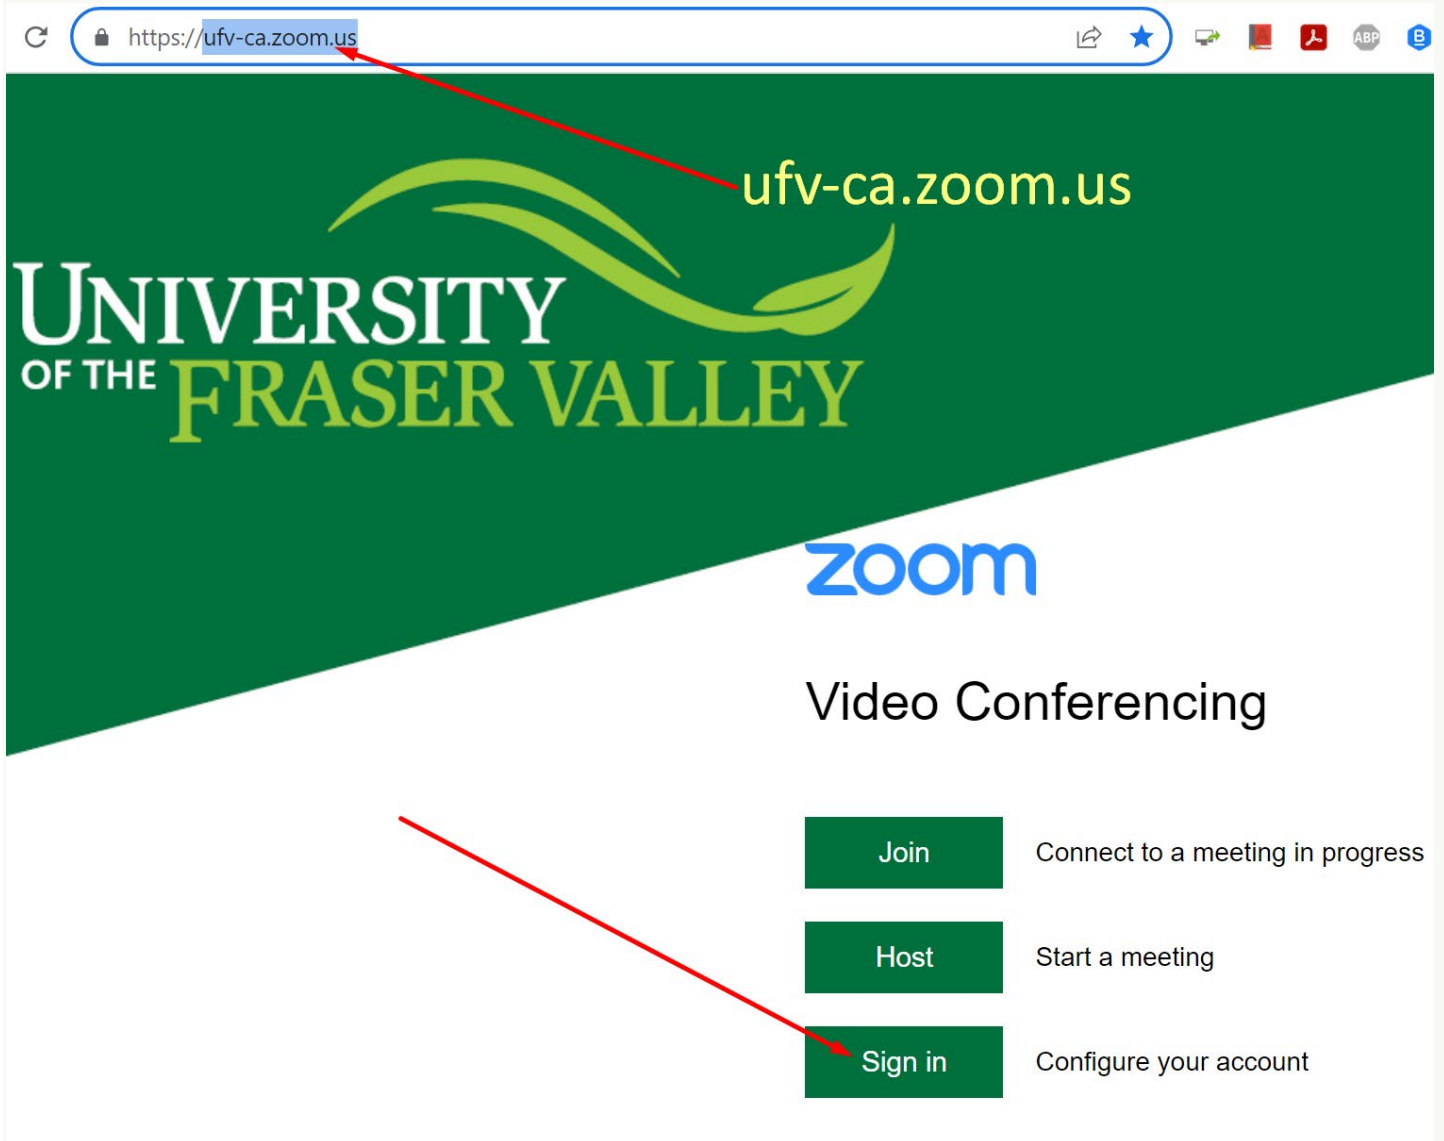 https://ufv-ca.zoom.us
ABP
B
ufv-ca.zoom.us
UNIVERSITY
OF THE FRASER VALLEY
zoom
Video Conferencing
Join Connect to a meeting in progress
Host Start a meeting
Sign in Configure your account